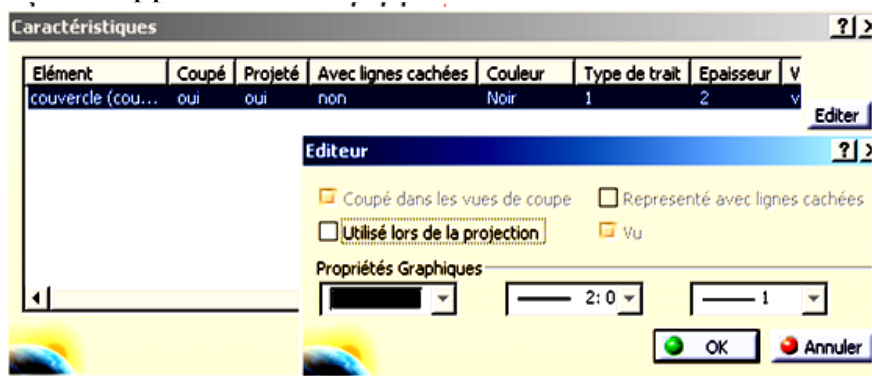 Caractéristiques
Elément Coupé Projeté Avec lignes cachées Couleur Type de trait Epaisseur V
couvercle (cou... oui oui non Noir 1 2 v
Editer
Editeur
Coupé dans les vues de coupe Representé avec lignes cachées
Utilisé lors de la projection Vu
Propriétés Graphiques
2: 0 1
OK Annuler